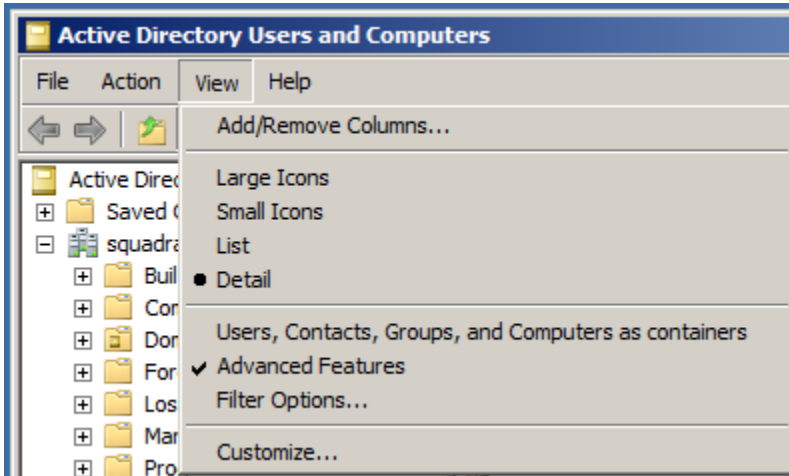 Active Directory Users and Computers
File Action View Help
Add/Remove Columns...
Active Direc
Large Icons
Saved
Small Icons
squadra
List
Buil
Detail
Con
Users, Contacts, Groups, and Computers as containers
Dor
Advanced Features
For
Filter Options...
Los
Mar
Customize...
Pro